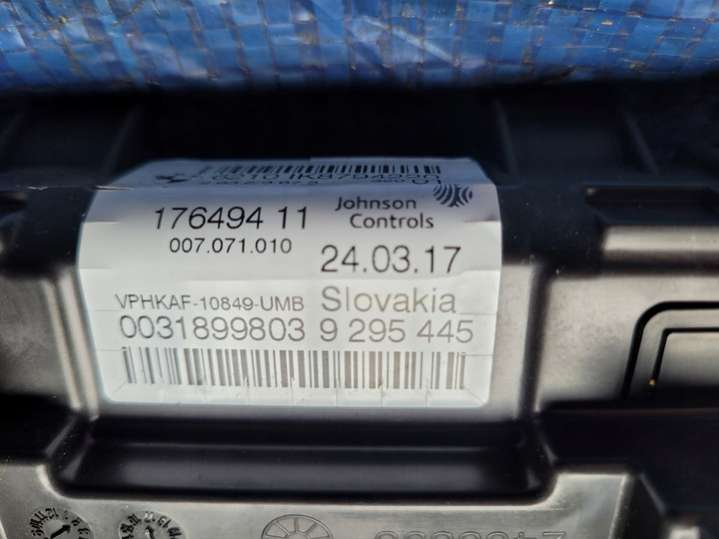 176494 11
007.071.010
Johnson
Controls
24.03.17
VPHKAF-10849-UMB
Slovakia
0031899803 9 295 445